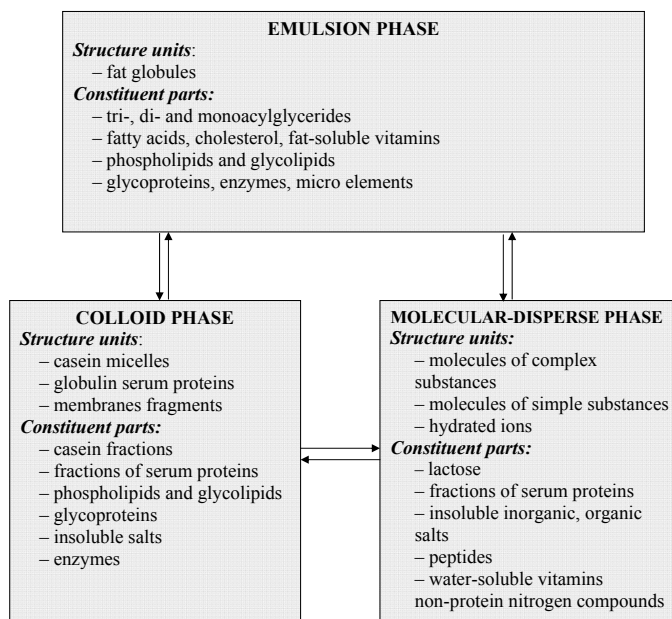 EMULSION PHASE
Structure units:
– fat globules
Constituent parts:
– tri-, di- and monoacylglycerides
– fatty acids, cholesterol, fat-soluble vitamins
– phospholipids and glycolipids
– glycoproteins, enzymes, micro elements
COLLOID PHASE
Structure units:
– casein micelles
– globulin serum proteins
– membranes fragments
Constituent parts:
– casein fractions
– fractions of serum proteins
– phospholipids and glycolipids
– glycoproteins
– insoluble salts
– enzymes
MOLECULAR-DISPERSE PHASE
Structure units:
– molecules of complex
substances
– molecules of simple substances
– hydrated ions
Constituent parts:
– lactose
– fractions of serum proteins
– insoluble inorganic, organic
salts
– peptides
– water-soluble vitamins
non-protein nitrogen compounds